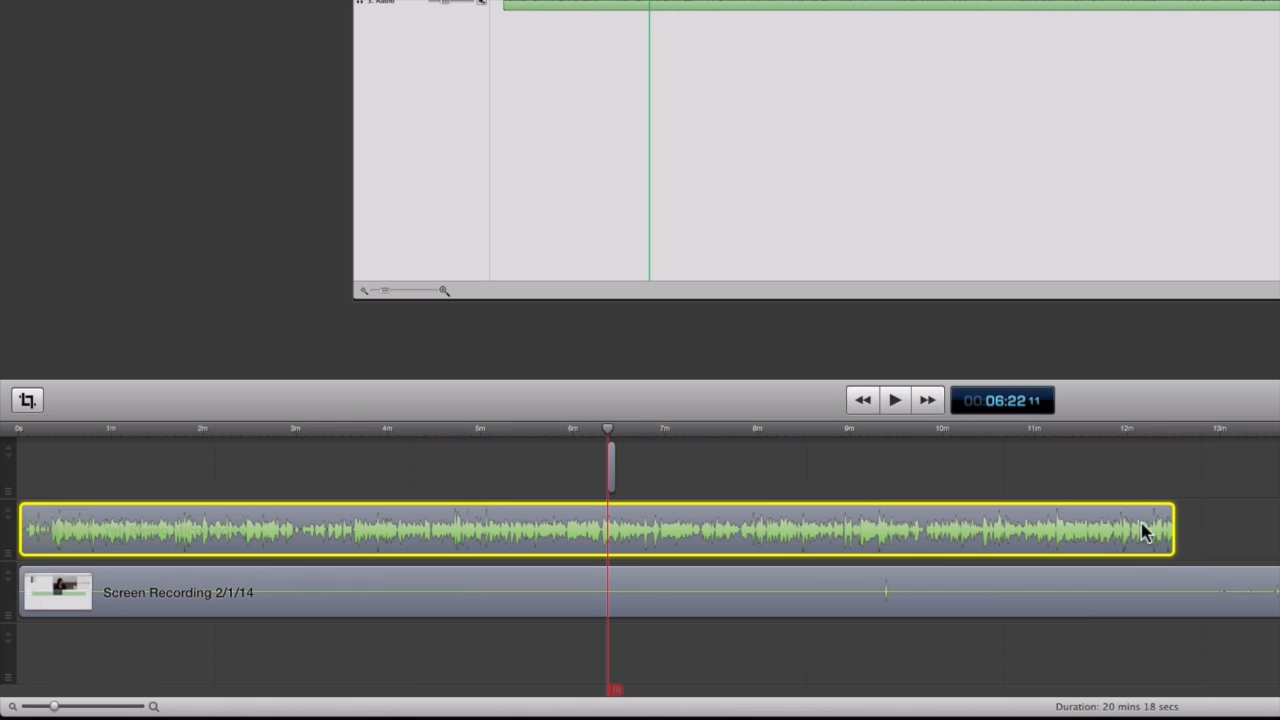 3. Audio
00:06:22 11
0s 1m 2m 3m 4m 5m 6m 7m 8m 9m 10m 11m 12m 13m
Screen Recording 2/1/14
Duration: 20 mins 18 secs